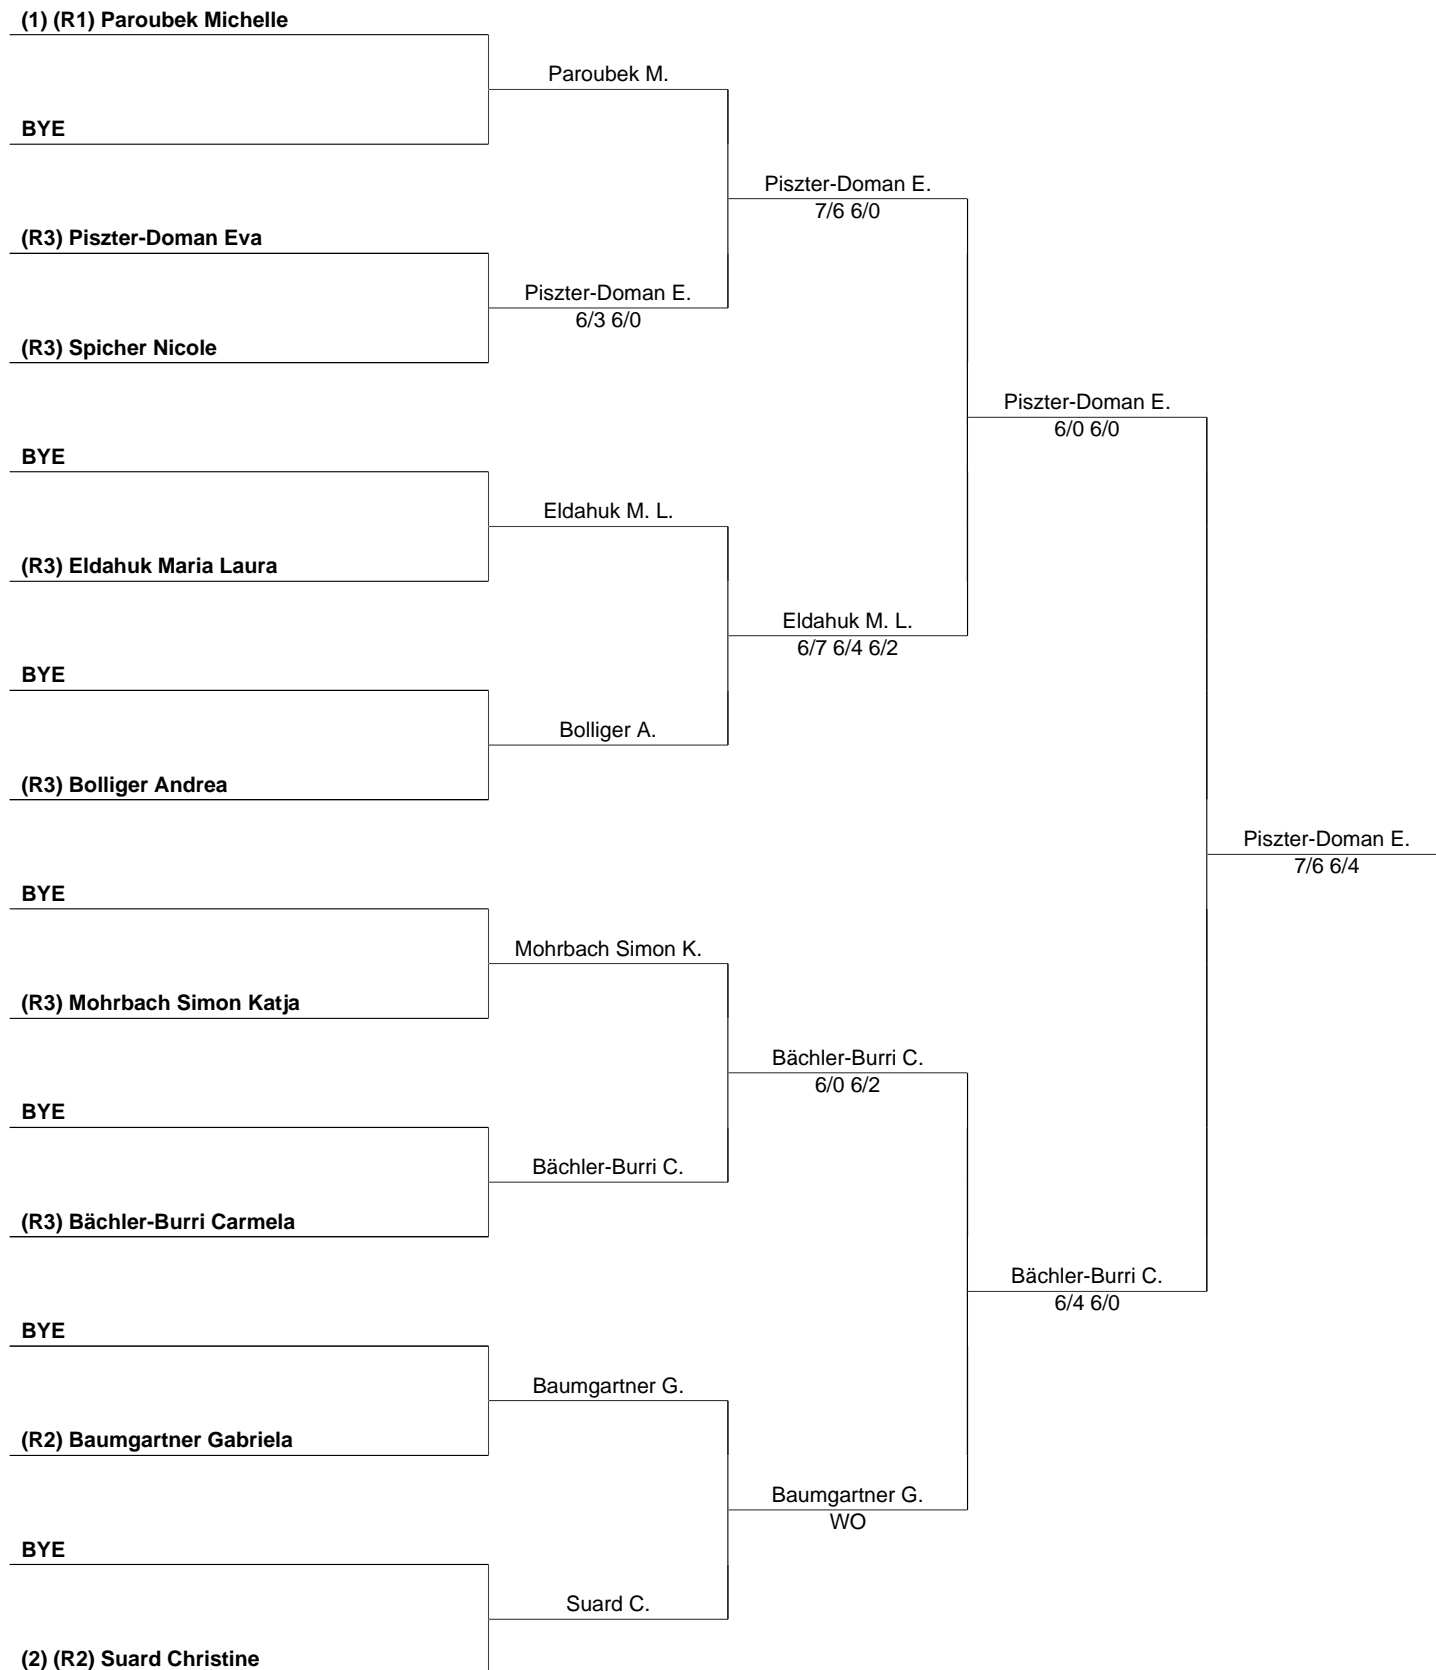 (1) (R1) Paroubek Michelle
Paroubek M.
BYE
Piszter-Doman E.
7/6 6/0
(R3) Piszter-Doman Eva
Piszter-Doman E.
6/3 6/0
(R3) Spicher Nicole
Piszter-Doman E.
6/0 6/0
BYE
Eldahuk M. L.
(R3) Eldahuk Maria Laura
Eldahuk M. L.
6/7 6/4 6/2
BYE
Bolliger A.
(R3) Bolliger Andrea
Piszter-Doman E.
7/6 6/4
BYE
Mohrbach Simon K.
(R3) Mohrbach Simon Katja
Bächler-Burri C.
6/0 6/2
BYE
Bächler-Burri C.
(R3) Bächler-Burri Carmela
Bächler-Burri C.
6/4 6/0
BYE
Baumgartner G.
(R2) Baumgartner Gabriela
Baumgartner G.
WO
BYE
Suard C.
(2) (R2) Suard Christine